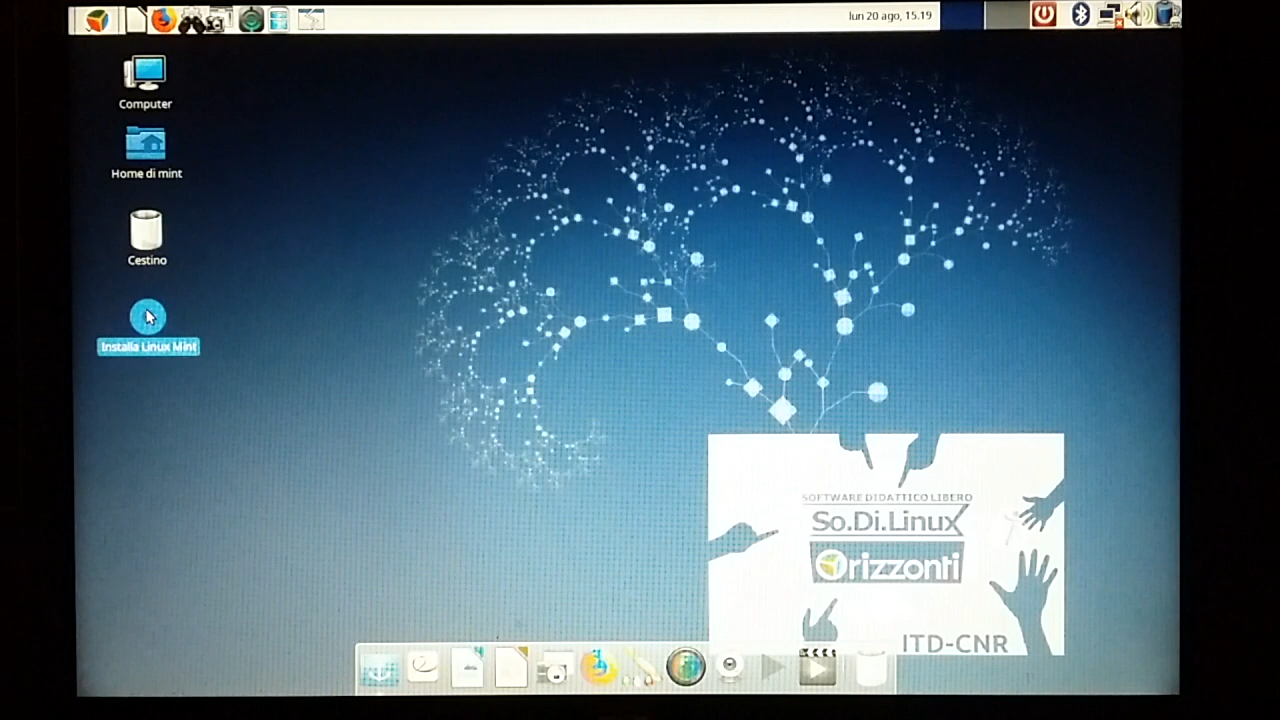 lun 20 ago, 15.19
Computer
Home di mint
Cestino
Installa Linux Mint
SOFTWARE DIDATTICO LIBERO
So.Di.Linux
Orizzonti
ITD-CNR